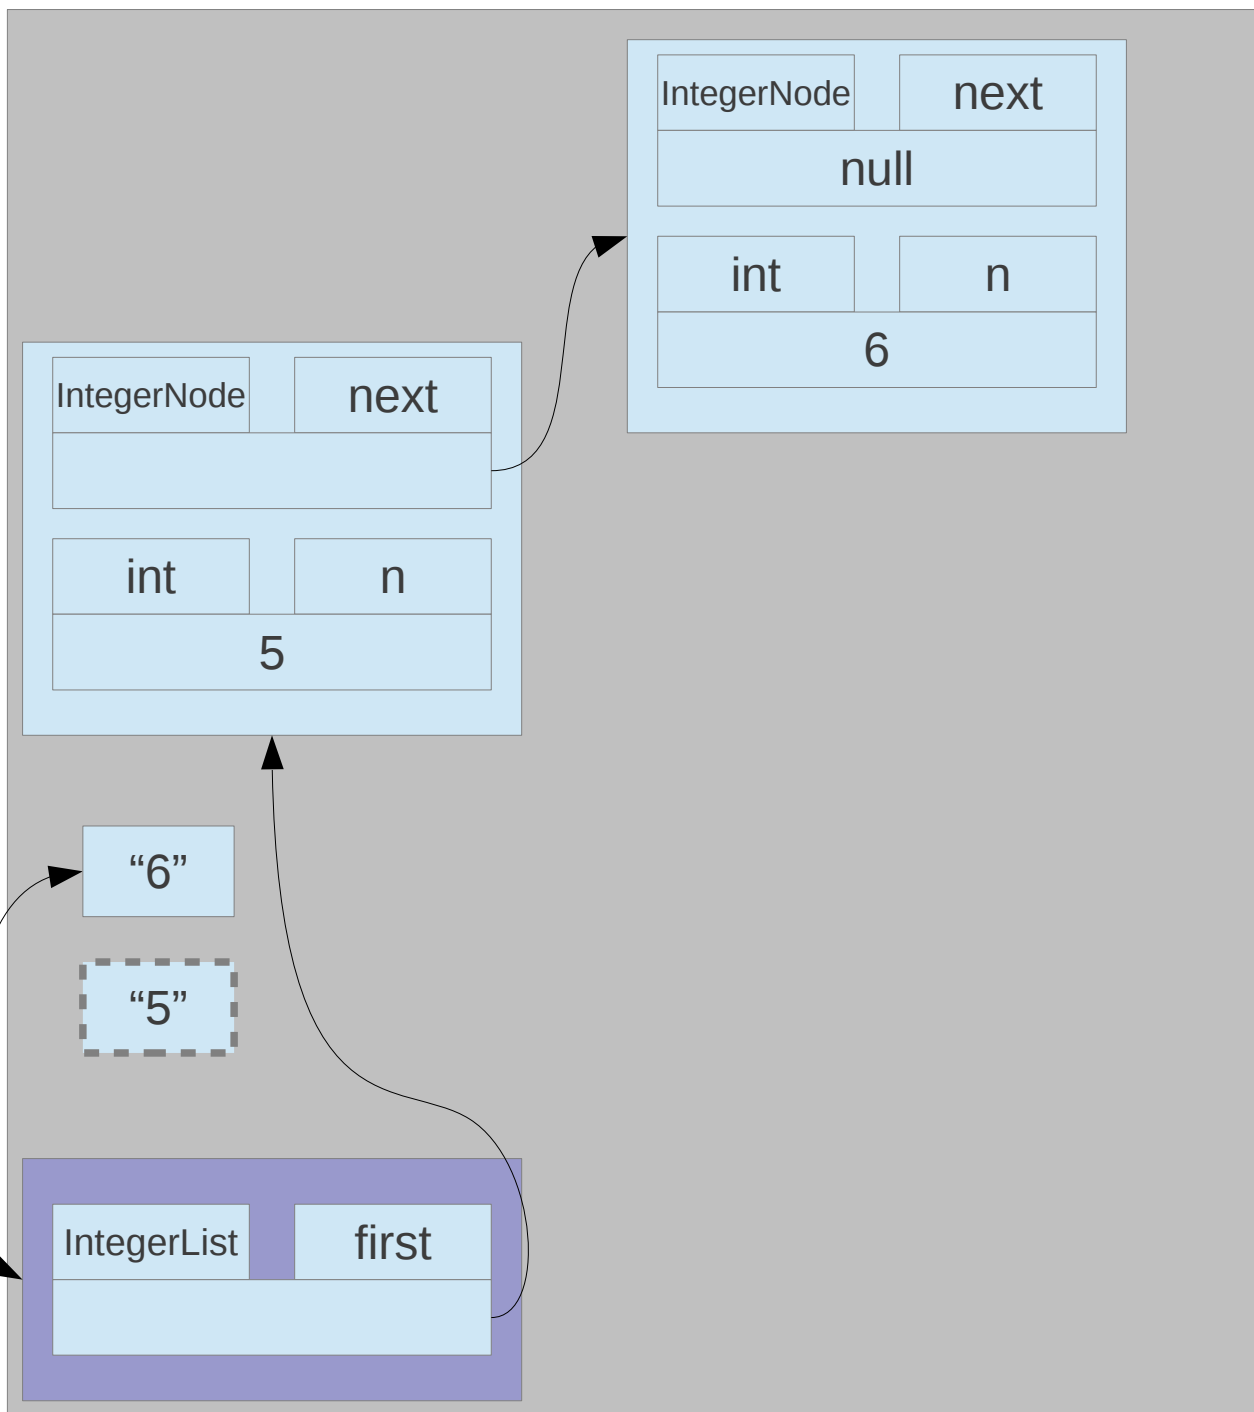 IntegerNode next
null
int n
6
IntegerNode next
int n
5
“6”
“5”
IntegerList first